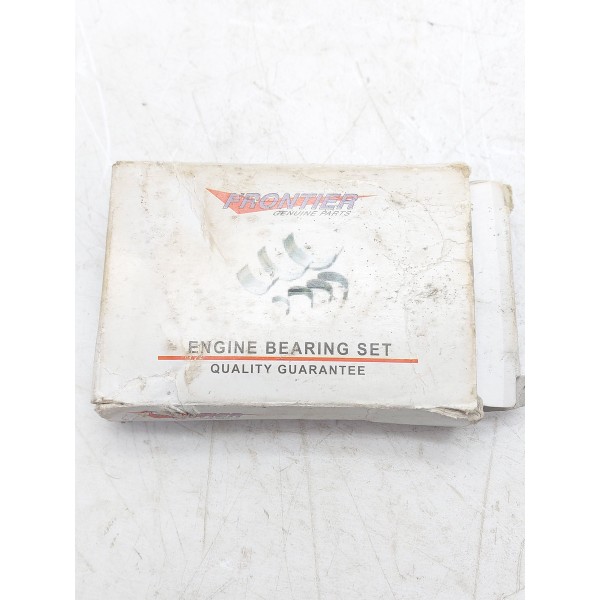 FRONTIER
GENUINE PARTS
ENGINE BEARING SET
QUALITY GUARANTEE